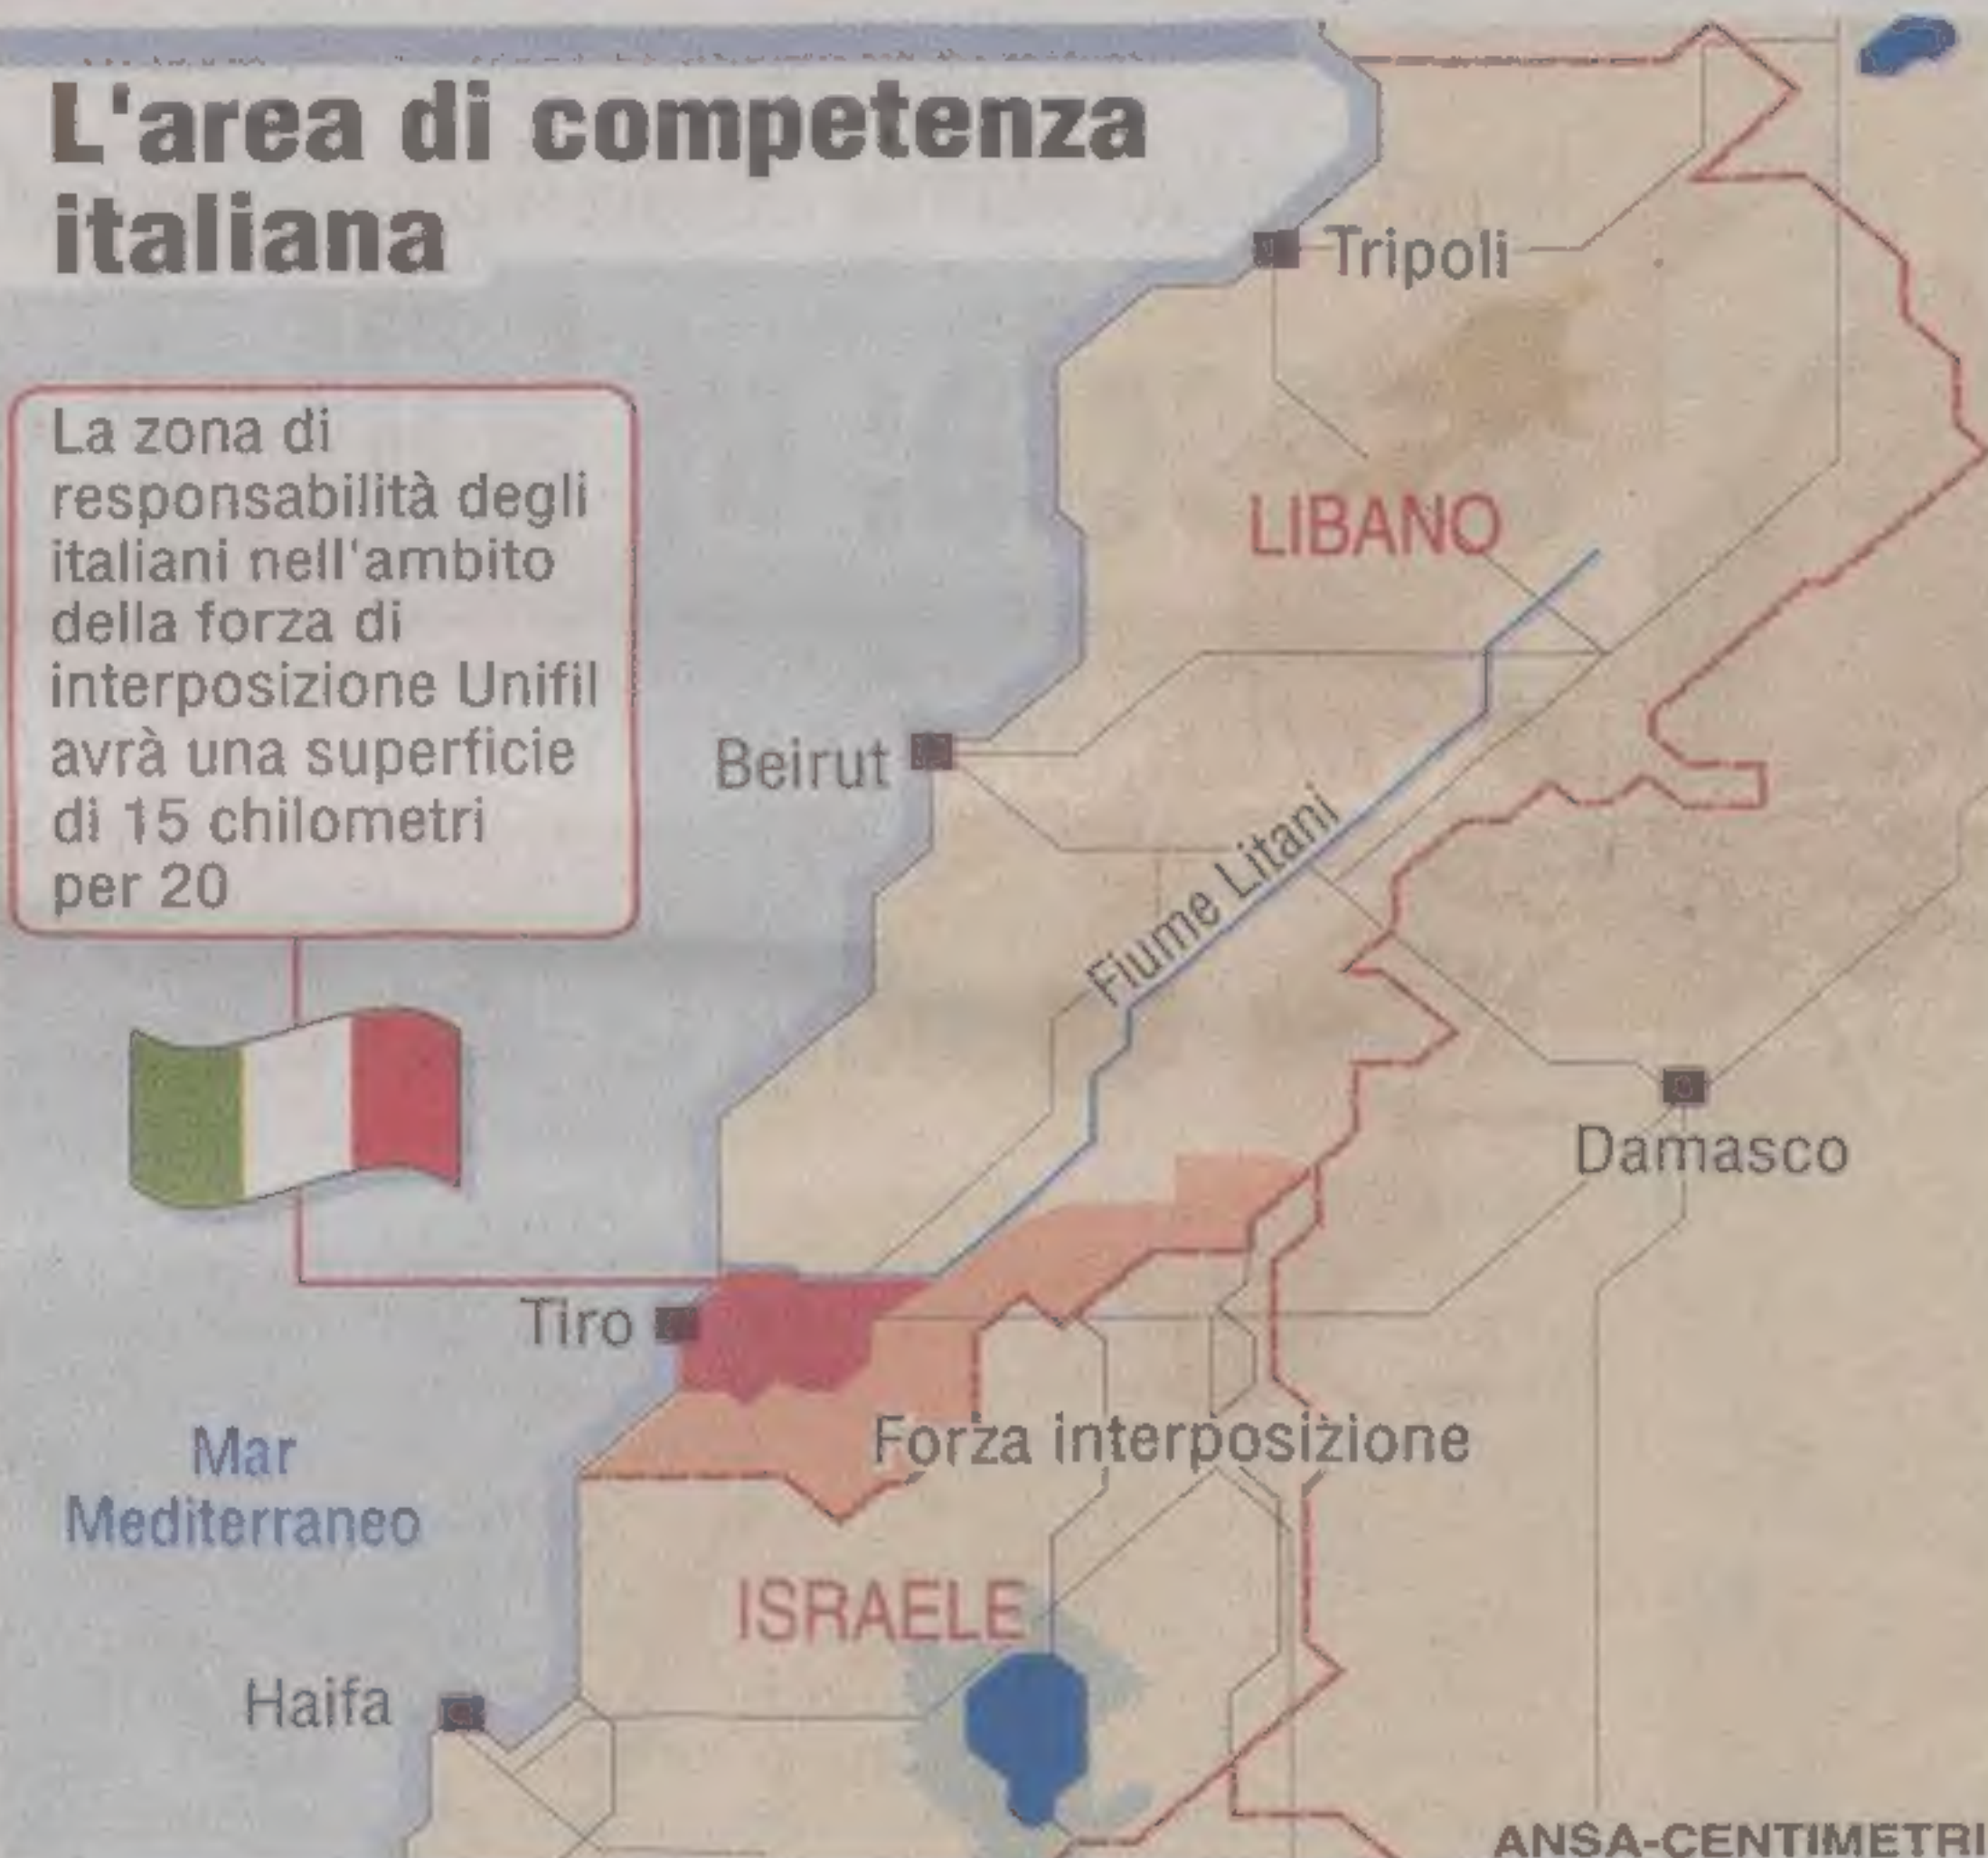 L'area di competenza
italiana
La zona di
responsabilità degli
italiani nell'ambito
della forza di
interposizione Unifil
avrà una superficie
di 15 chilometri
per 20
Tripoli
LIBANO
Beirut
Fiume Litani
Damasco
Tiro
Forza interposizione
Mar
Mediterraneo
ISRAELE
Haifa
ANSA-CENTIMETRI